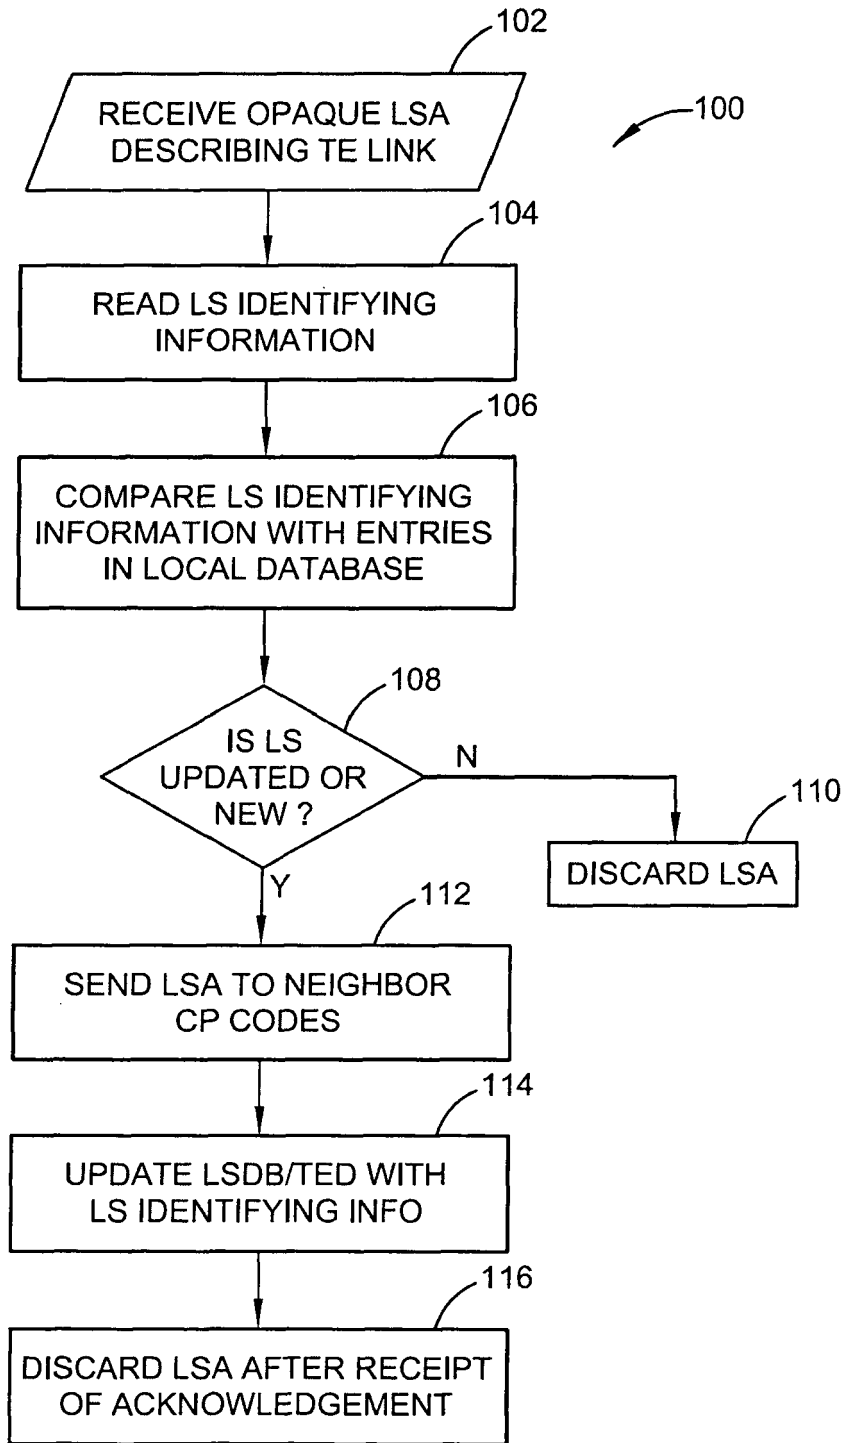 102
RECEIVE OPAQUE LSA
DESCRIBING TE LINK
100
104
READ LS IDENTIFYING
INFORMATION
106
COMPARE LS IDENTIFYING
INFORMATION WITH ENTRIES
IN LOCAL DATABASE
108
IS LS
UPDATED OR
NEW ?
N
110
DISCARD LSA
Y
112
SEND LSA TO NEIGHBOR
CP CODES
114
UPDATE LSDB/TED WITH
LS IDENTIFYING INFO
116
DISCARD LSA AFTER RECEIPT
OF ACKNOWLEDGEMENT